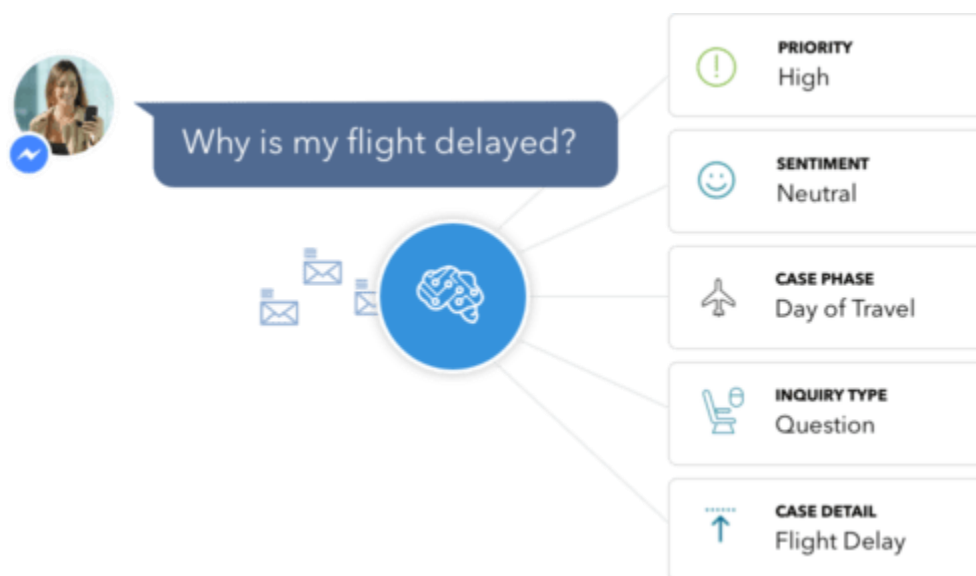 Why is my flight delayed?
PRIORITY
High
SENTIMENT
Neutral
CASE PHASE
Day of Travel
INQUIRY TYPE
Question
CASE DETAIL
Flight Delay